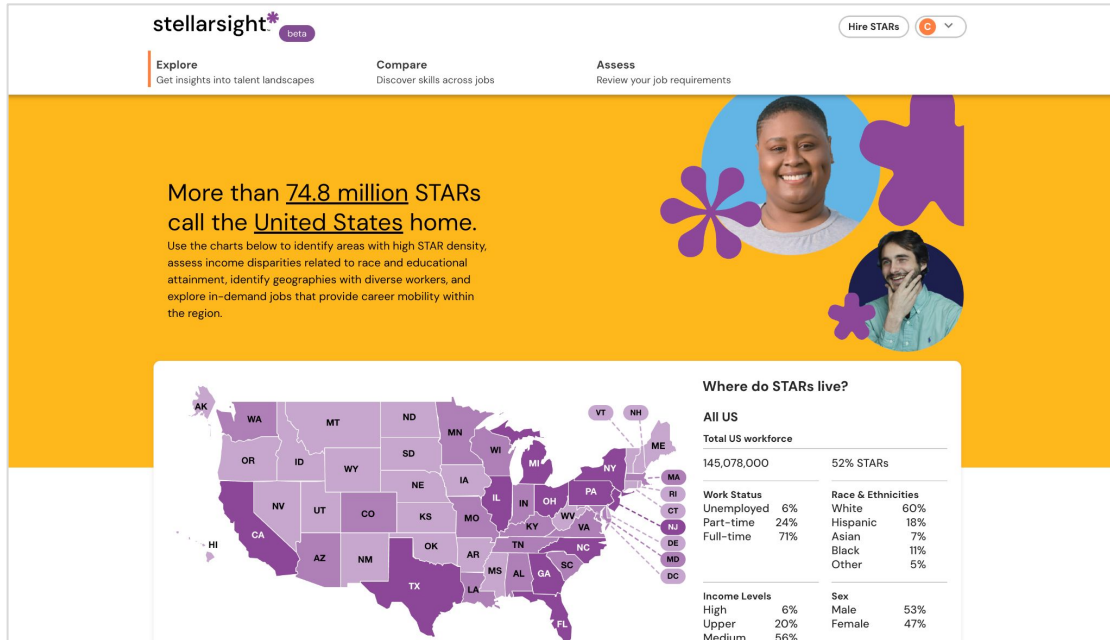 stellarsight*
beta
Hire STARs
C
Explore
Get insights into talent landscapes
Compare
Discover skills across jobs
Assess
Review your job requirements
More than 74.8 million STARs
call the United States home.
Use the charts below to identify areas with high STAR density,
assess income disparities related to race and educational
attainment, identify geographies with diverse workers, and
explore in-demand jobs that provide career mobility within
the region.
AK
WA
OR
ID
MT
WY
ND
SD
NE
MN
IA
WI
MI
NV
UT
CO
KS
MO
IL
IN
OH
PA
NY
VT
NH
ME
MA
RI
CT
NJ
DE
MD
DC
CA
AZ
NM
OK
AR
KY
WV
VA
TN
NC
SC
HI
TX
LA
MS
AL
GA
FL
Where do STARs live?
All US
Total US workforce
145,078,000 52% STARs
Work Status
Unemployed 6%
Part-time 24%
Full-time 71%
Race & Ethnicities
White 60%
Hispanic 18%
Asian 7%
Black 11%
Other 5%
Income Levels
High 6%
Upper 20%
Medium 56%
Sex
Male 53%
Female 47%